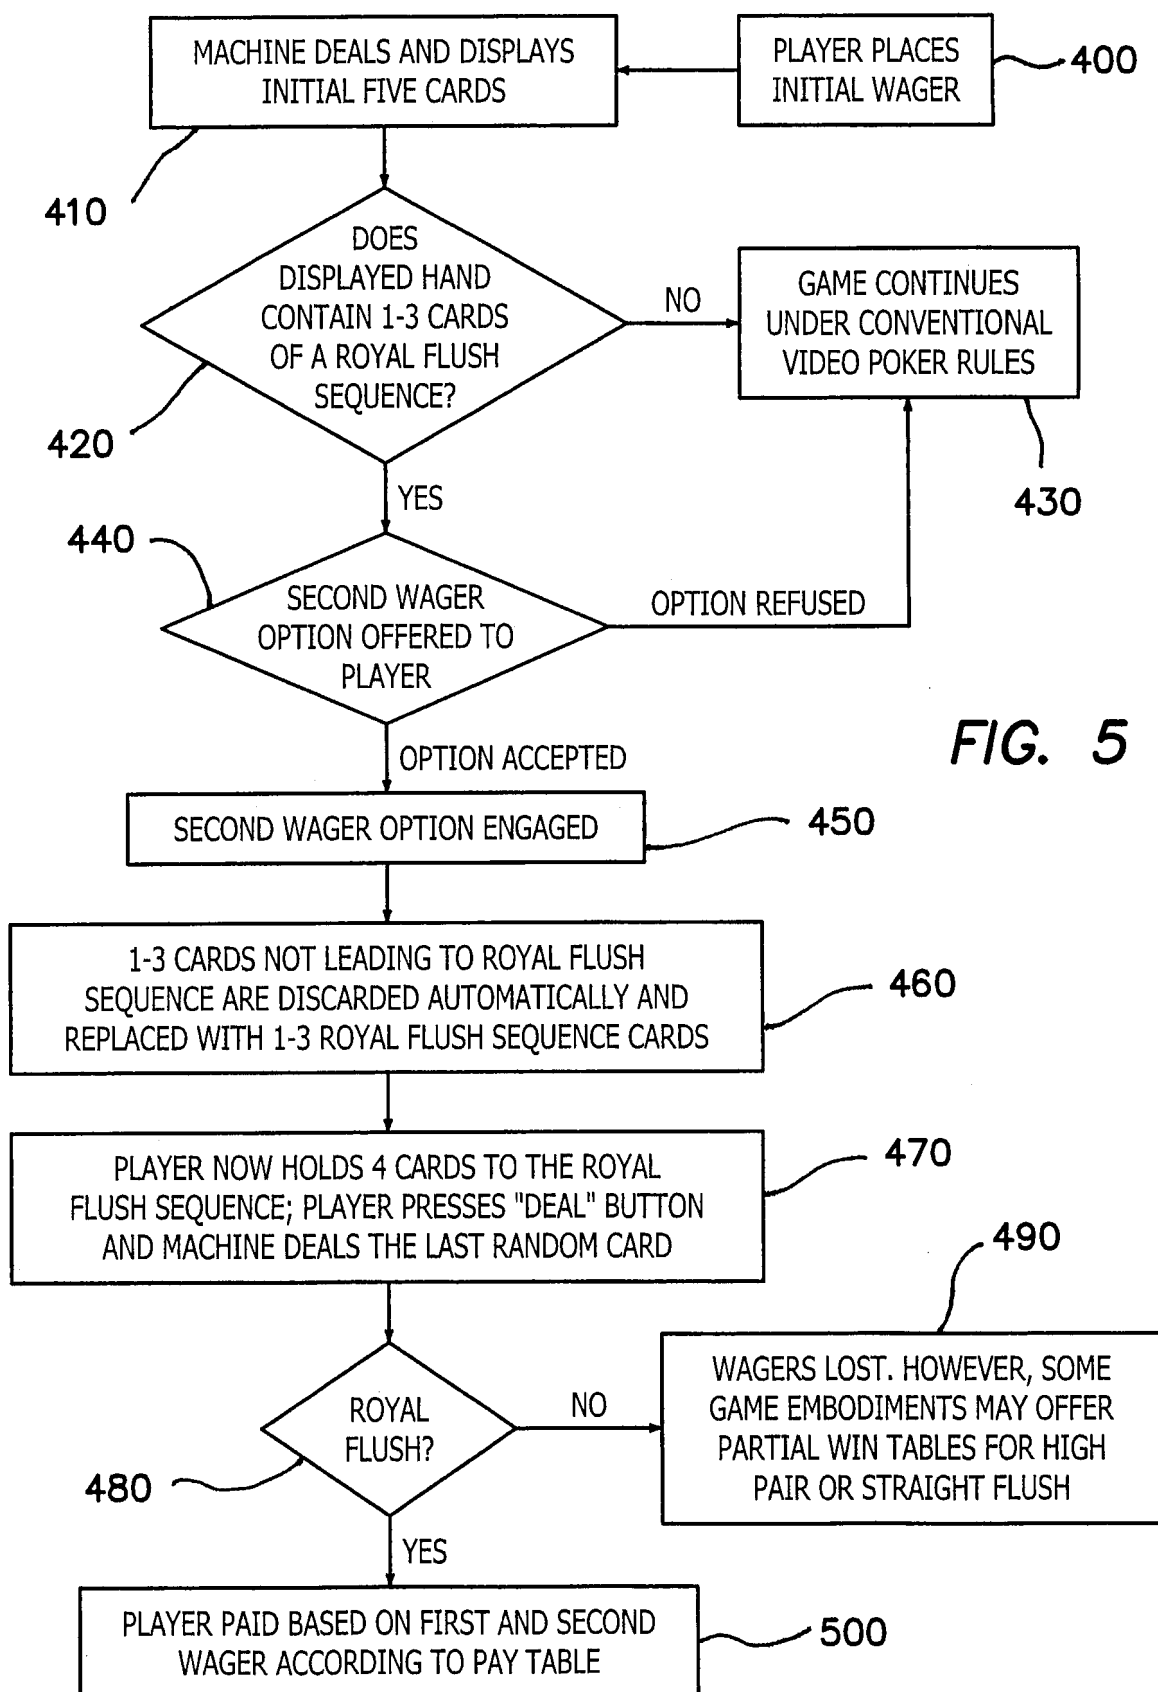 MACHINE DEALS AND DISPLAYS
INITIAL FIVE CARDS
PLAYER PLACES
INITIAL WAGER
400
410
DOES
DISPLAYED HAND
CONTAIN 1-3 CARDS
OF A ROYAL FLUSH
SEQUENCE?
NO
GAME CONTINUES
UNDER CONVENTIONAL
VIDEO POKER RULES
420
430
YES
440
SECOND WAGER
OPTION OFFERED TO
PLAYER
OPTION REFUSED
FIG. 5
OPTION ACCEPTED
SECOND WAGER OPTION ENGAGED
450
1-3 CARDS NOT LEADING TO ROYAL FLUSH
SEQUENCE ARE DISCARDED AUTOMATICALLY AND
REPLACED WITH 1-3 ROYAL FLUSH SEQUENCE CARDS
460
PLAYER NOW HOLDS 4 CARDS TO THE ROYAL
FLUSH SEQUENCE; PLAYER PRESSES "DEAL" BUTTON
AND MACHINE DEALS THE LAST RANDOM CARD
470
490
ROYAL
FLUSH?
NO
WAGERS LOST. HOWEVER, SOME
GAME EMBODIMENTS MAY OFFER
PARTIAL WIN TABLES FOR HIGH
PAIR OR STRAIGHT FLUSH
480
YES
PLAYER PAID BASED ON FIRST AND SECOND
WAGER ACCORDING TO PAY TABLE
500